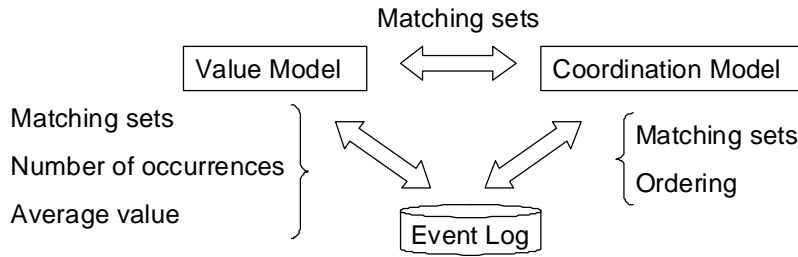 Matching sets
Value Model
Coordination Model
Matching sets
Number of occurrences
Average value
Matching sets
Ordering
Event Log